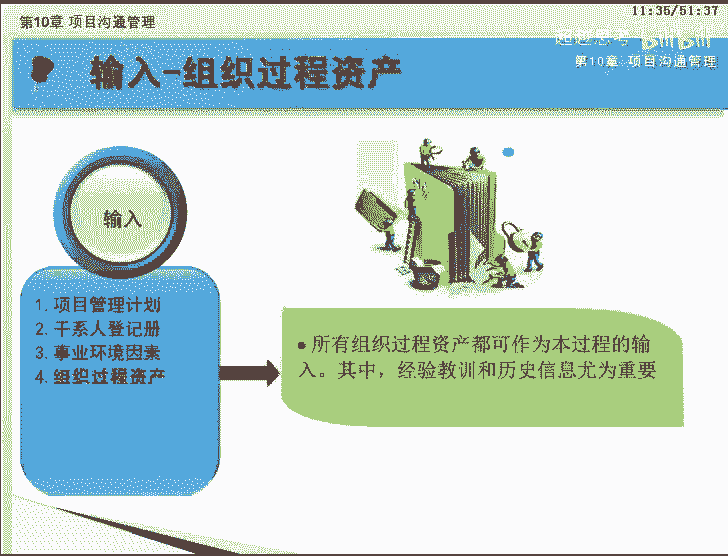 第10章 项目沟通管理
11:35/51:37
超越思考 bilibili
第10章 项目沟通管理
输入-组织过程资产
输入
1. 项目管理计划
2. 干系人登记册
3. 事业环境因素
4. 组织过程资产
● 所有组织过程资产都可作为本过程的输
入。其中，经验教训和历史信息尤为重要